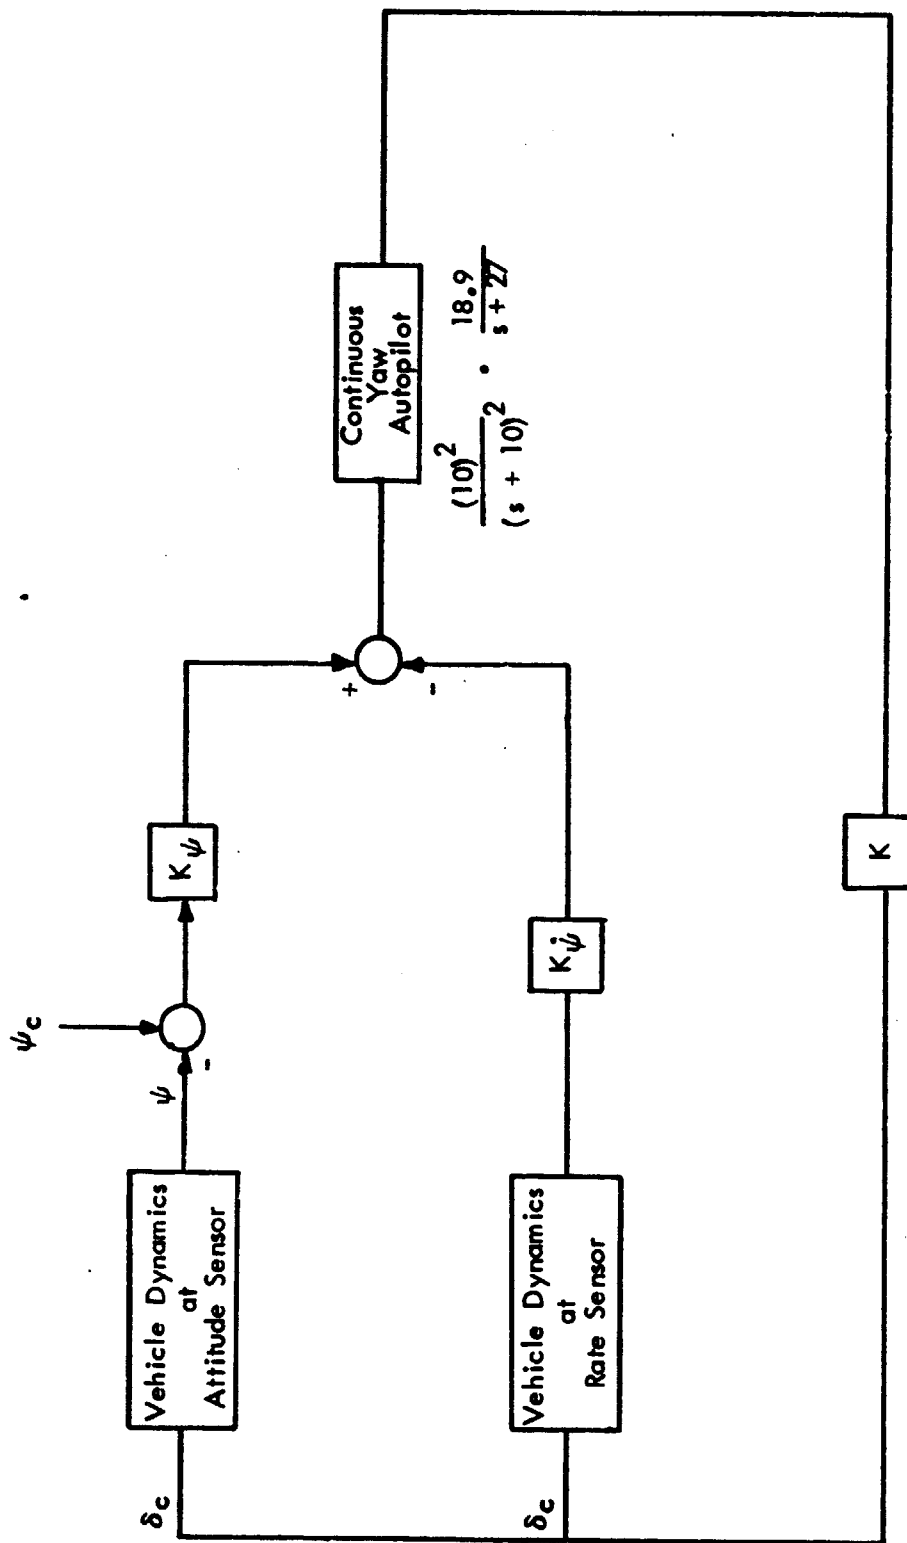 ψc
δc
Vehicle Dynamics
at
Attitude Sensor
ψ
-
Kψ
+
-
Continuous
Yaw
Autopilot
(10)²
(s + 10)²
·
18.9
s + 27
δc
Vehicle Dynamics
at
Rate Sensor
Kψ̇
K